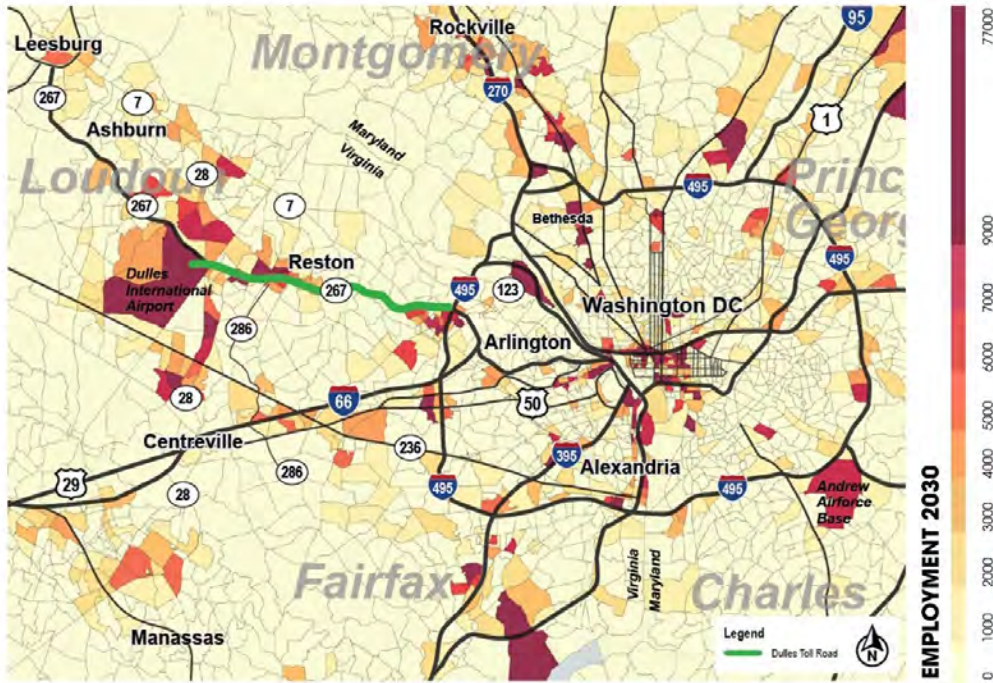 Leesburg
Rockville
95
Montgomery
267
7
270
Ashburn
1
Maryland
Virginia
Loudoun
28
495
Princ
Georg
267
7
Bethesda
Dulles
International
Airport
Reston
267
495
123
495
Washington DC
286
Arlington
66
28
50
Centreville
236
395
Alexandria
29
286
28
495
495
Andrew
Airforce
Base
Fairfax
Virginia
Maryland
Charles
Manassas
Legend
Dulles Toll Road
N
EMPLOYMENT 2030
0
1000
2000
3000
4000
5000
6000
7000
9000
77000